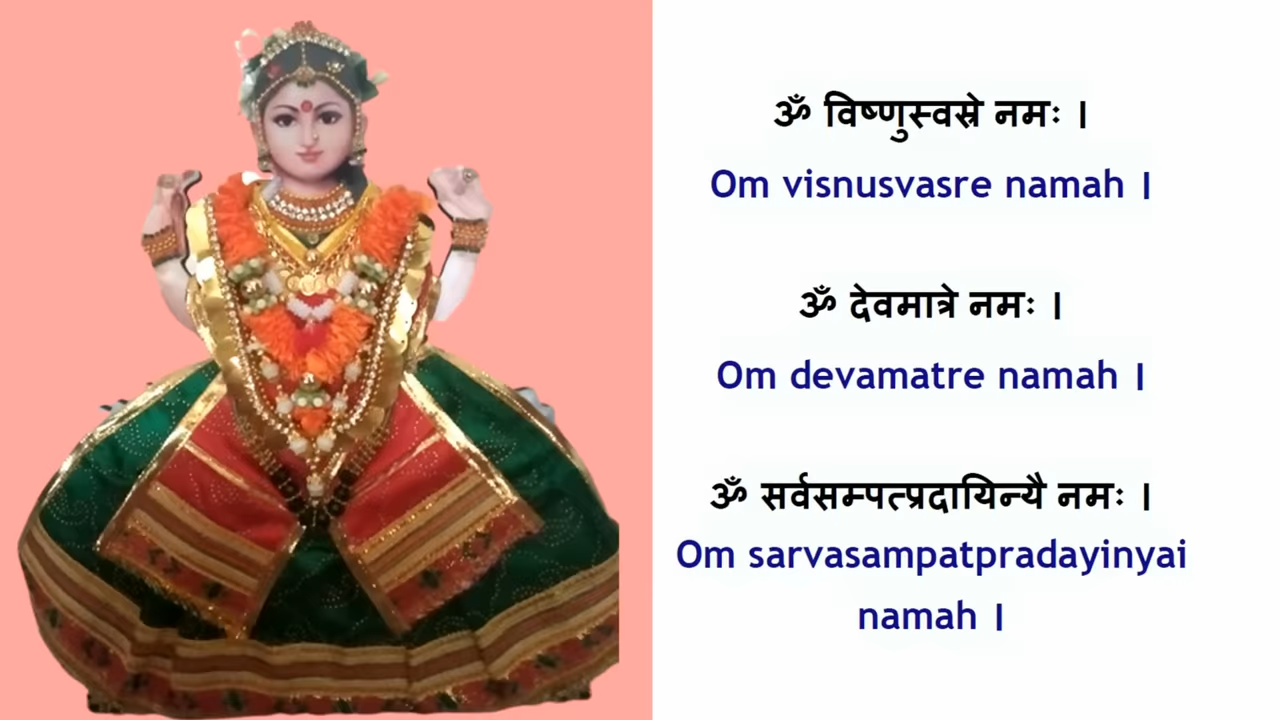 ॐ विष्णुस्वस्रे नमः ।
Om visnusvasre namah ।
ॐ देवमात्रे नमः ।
Om devamatre namah ।
ॐ सर्वसम्पत्प्रदायिन्यै नमः ।
Om sarvasampatpradayinyai
namah ।